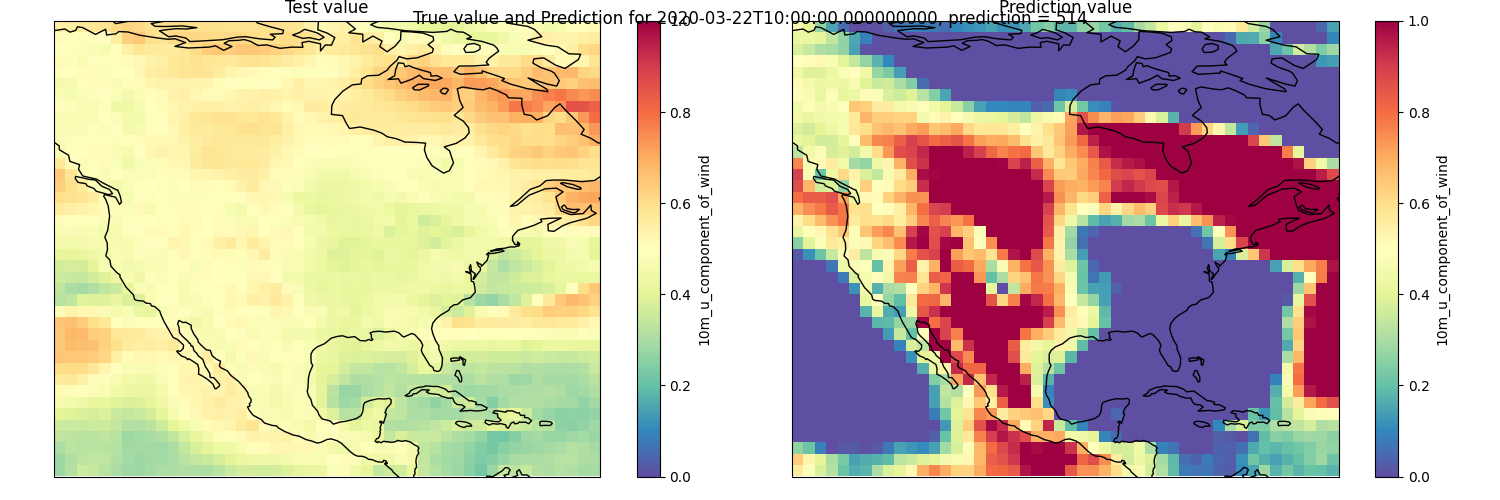 Test value
True value and Prediction for 2020-03-22T10:00:00.000000000, prediction = 514
Prediction value
1.0
0.8
0.6
0.4
0.2
0.0
10m_u_component_of_wind
1.0
0.8
0.6
0.4
0.2
0.0
10m_u_component_of_wind